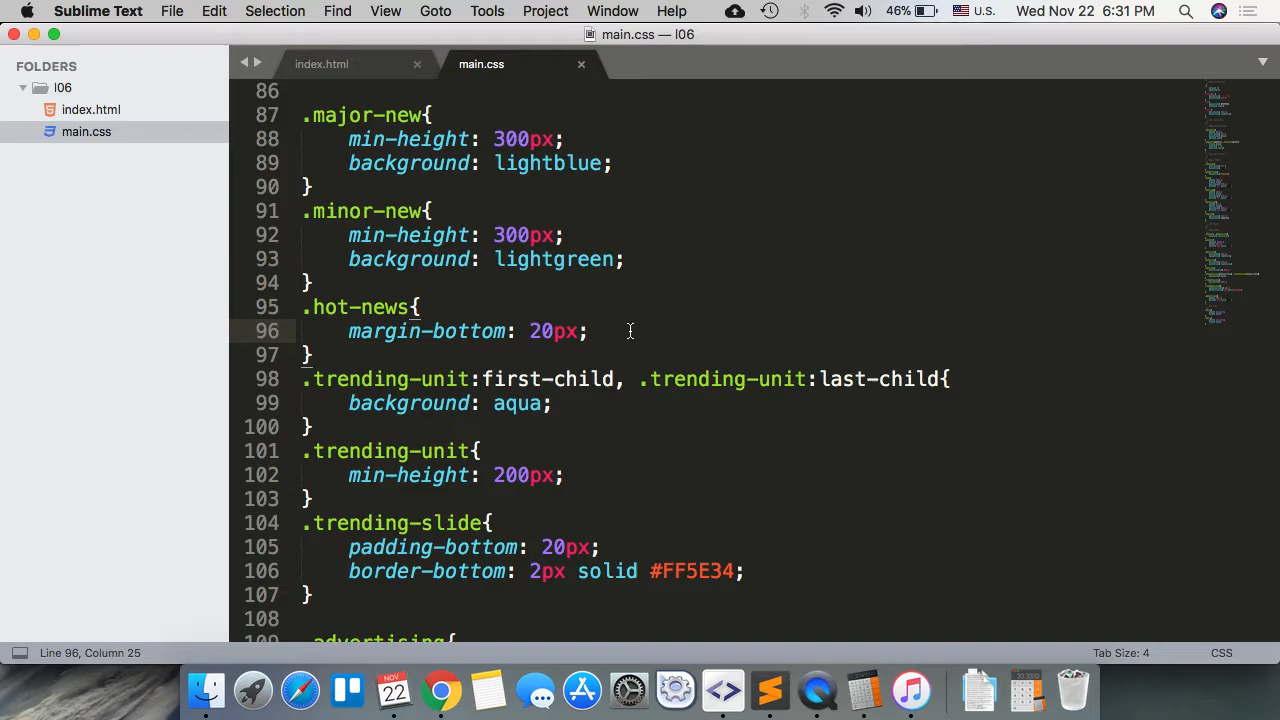 Sublime Text File Edit Selection Find View Goto Tools Project Window Help 46% U.S. Wed Nov 22 6:31 PM
main.css — l06
FOLDERS
l06
index.html
main.css
index.html × main.css ×
86
87 .major-new{
88 min-height: 300px;
89 background: lightblue;
90 }
91 .minor-new{
92 min-height: 300px;
93 background: lightgreen;
94 }
95 .hot-news{
96 margin-bottom: 20px;
97 }
98 .trending-unit:first-child, .trending-unit:last-child{
99 background: aqua;
100 }
101 .trending-unit{
102 min-height: 200px;
103 }
104 .trending-slide{
105 padding-bottom: 20px;
106 border-bottom: 2px solid #FF5E34;
107 }
108
109 .advertising{
Line 96, Column 25 Tab Size: 4 CSS
NOV
22